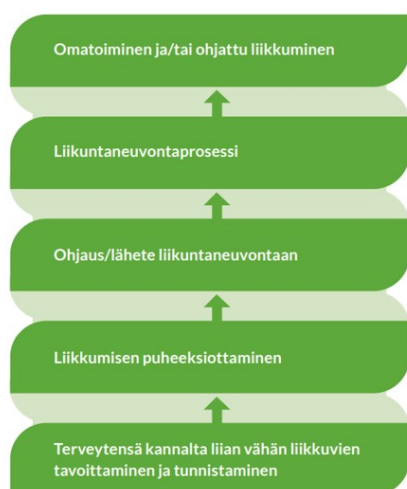 Omatoiminen ja/tai ohjattu liikkuminen
Liikuntaneuvontaprosessi
Ohjaus/lähete liikuntaneuvontaan
Liikkumisen puheeksiottaminen
Terveytensä kannalta liian vähän liikkuvien
tavoittaminen ja tunnistaminen